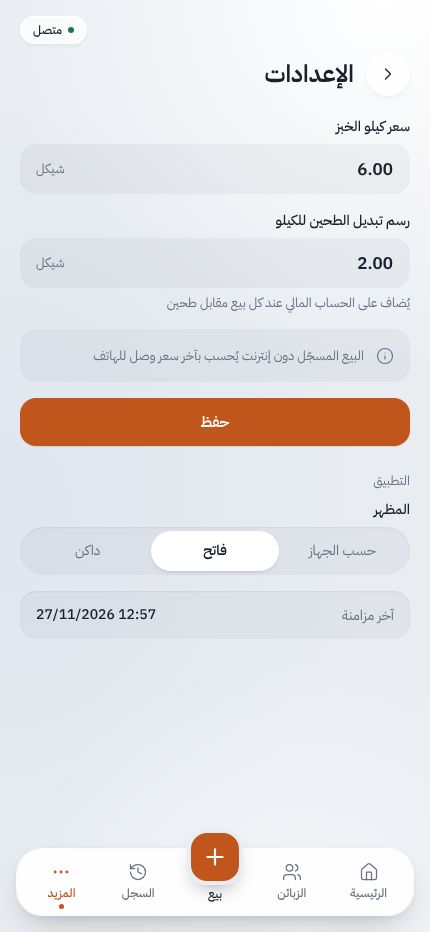 متصل
الإعدادات
سعر كيلو الخبز
6.00 شيكل
رسم تبديل الطحين للكيلو
2.00 شيكل
يُضاف على الحساب المالي عند كل بيع مقابل طحين
البيع المسجّل دون إنترنت يُحسب بآخر سعر وصل للهاتف
حفظ
التطبيق
المظهر
حسب الجهاز فاتح داكن
آخر مزامنة 27/11/2026 12:57
الرئيسية الزبائن بيع السجل المزيد